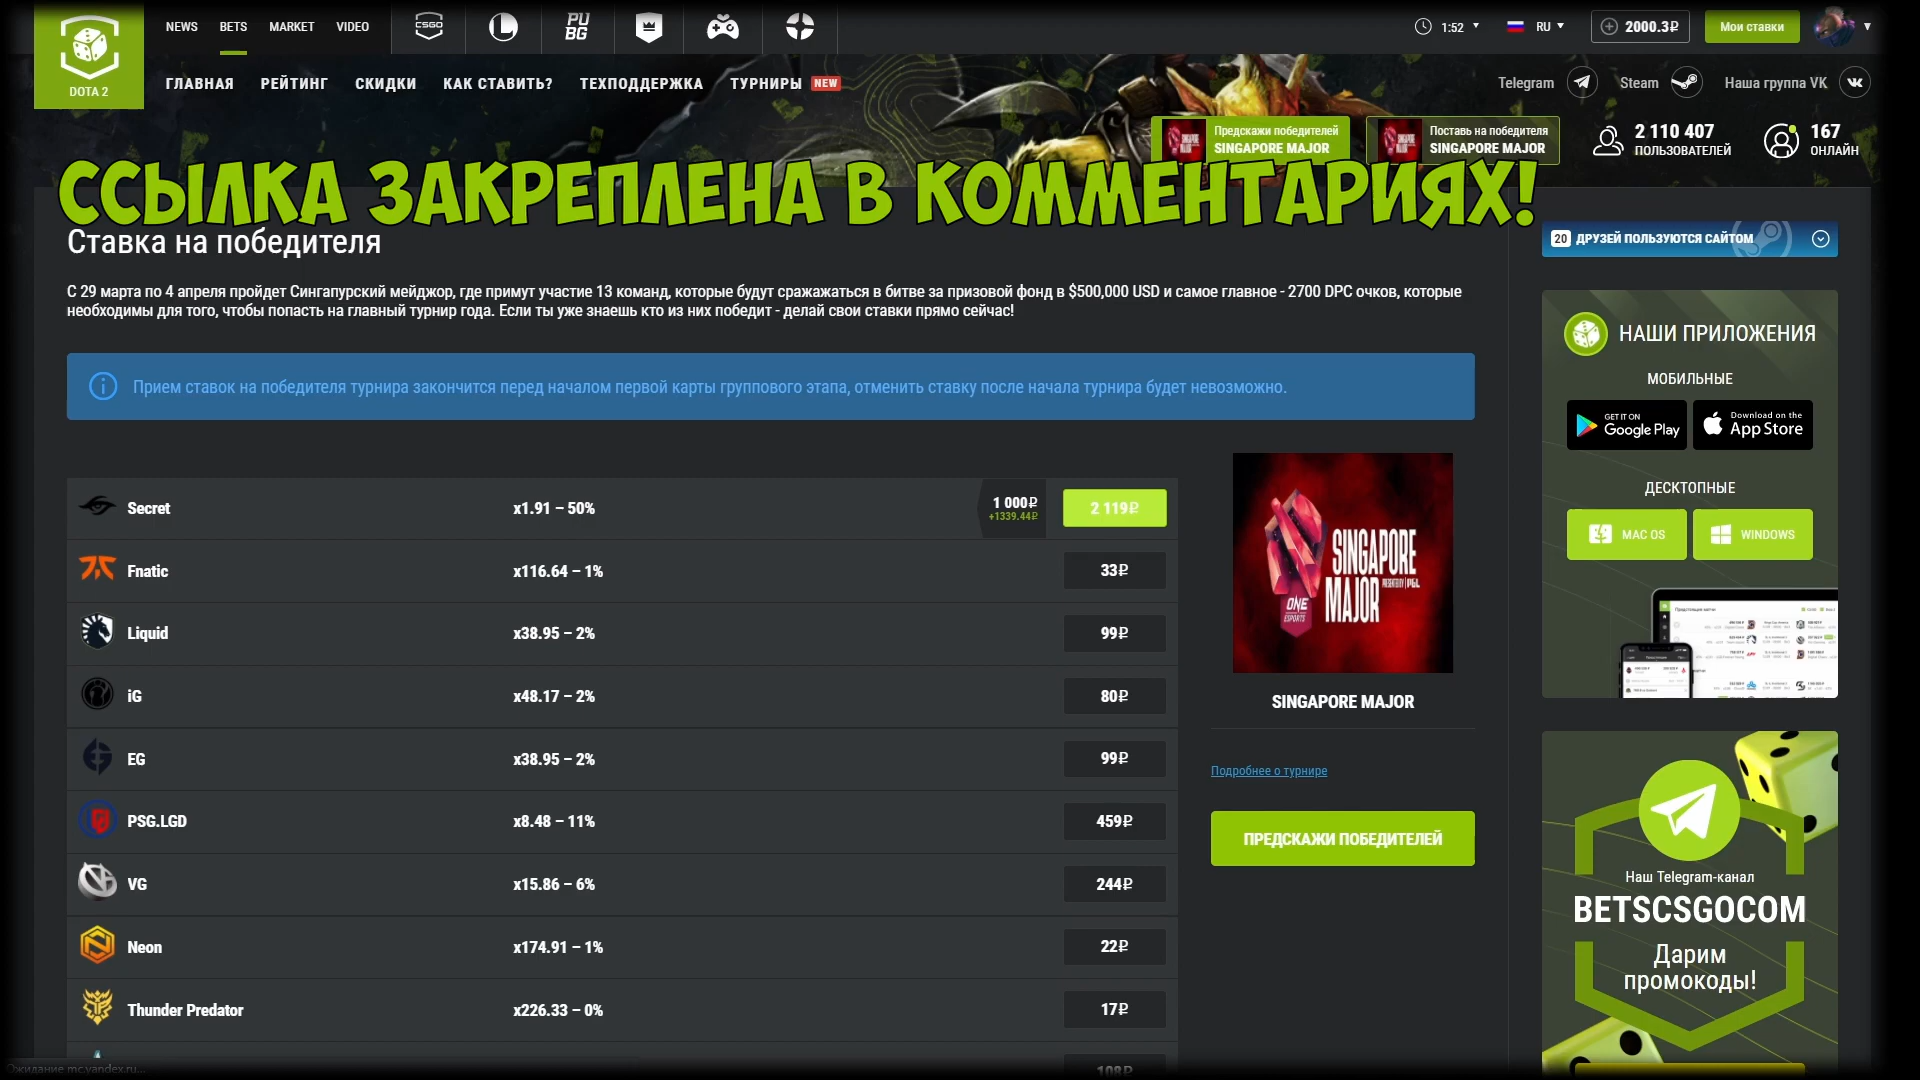 NEWS BETS MARKET VIDEO
CSGO
PU BG
1:52
RU
2000.3₽
Мои ставки
DOTA 2
ГЛАВНАЯ РЕЙТИНГ СКИДКИ КАК СТАВИТЬ? ТЕХПОДДЕРЖКА ТУРНИРЫ NEW
Telegram Steam Наша группа VK
Предскажи победителей
SINGAPORE MAJOR
Поставь на победителя
SINGAPORE MAJOR
2 110 407
ПОЛЬЗОВАТЕЛЕЙ
167
ОНЛАЙН
ССЫЛКА ЗАКРЕПЛЕНА В КОММЕНТАРИЯХ!
Ставка на победителя
С 29 марта по 4 апреля пройдет Сингапурский мейджор, где примут участие 13 команд, которые будут сражажаться в битве за призовой фонд в $500,000 USD и самое главное - 2700 DPC очков, которые
необходимы для того, чтобы попасть на главный турнир года. Если ты уже знаешь кто из них победит - делай свои ставки прямо сейчас!
Прием ставок на победителя турнира закончится перед началом первой карты группового этапа, отменить ставку после начала турнира будет невозможно.
Secret x1.91 – 50% 1 000₽ +1339.44₽ 2 119₽
Fnatic x116.64 – 1% 33₽
Liquid x38.95 – 2% 99₽
iG x48.17 – 2% 80₽
EG x38.95 – 2% 99₽
PSG.LGD x8.48 – 11% 459₽
VG x15.86 – 6% 244₽
Neon x174.91 – 1% 22₽
Thunder Predator x226.33 – 0% 17₽
108₽
Ожидание mc.yandex.ru...
SINGAPORE
MAJOR
ONE
ESPORTS
SINGAPORE MAJOR
Подробнее о турнире
ПРЕДСКАЖИ ПОБЕДИТЕЛЕЙ
20 ДРУЗЕЙ ПОЛЬЗУЮТСЯ САЙТОМ
НАШИ ПРИЛОЖЕНИЯ
МОБИЛЬНЫЕ
GET IT ON
Google Play
Download on the
App Store
ДЕСКТОПНЫЕ
MAC OS
WINDOWS
Наш Telegram-канал
BETSCSGOCOM
Дарим
промокоды!